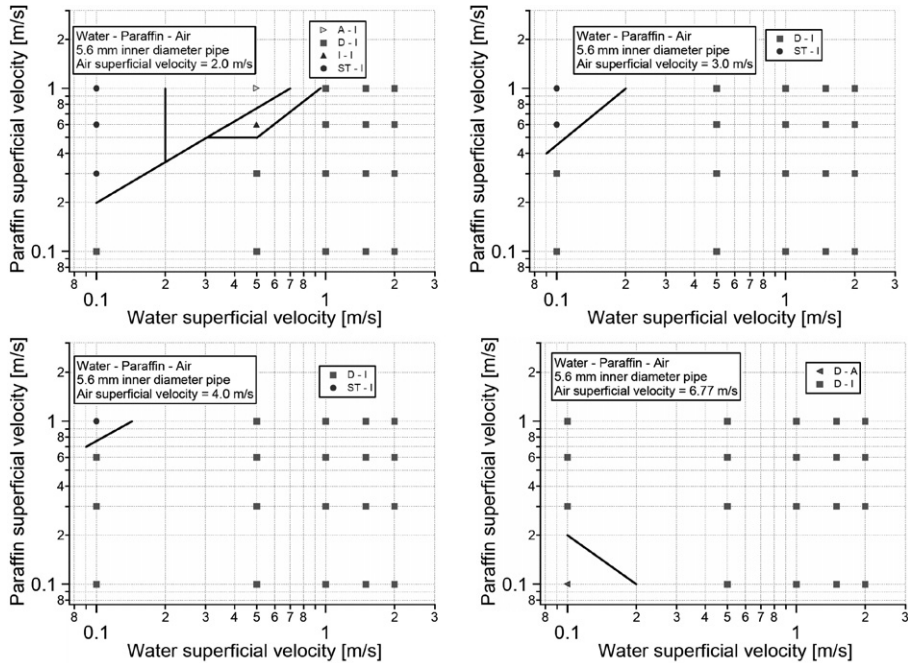 Paraffin superficial velocity [m/s]
Water - Paraffin - Air
5.6 mm inner diameter pipe
Air superficial velocity = 2.0 m/s
A - I
D - I
I - I
ST - I
2
1
8
6
4
2
0.1
8
8 2 3 4 5 6 7 8 2 3
0.1 1
Water superficial velocity [m/s]
Paraffin superficial velocity [m/s]
Water - Paraffin - Air
5.6 mm inner diameter pipe
Air superficial velocity = 3.0 m/s
D - I
ST - I
2
1
8
6
4
2
0.1
8
8 2 3 4 5 6 7 8 2 3
0.1 1
Water superficial velocity [m/s]
Paraffin superficial velocity [m/s]
Water - Paraffin - Air
5.6 mm inner diameter pipe
Air superficial velocity = 4.0 m/s
D - I
ST - I
2
1
8
6
4
2
0.1
8
8 2 3 4 5 6 7 8 2 3
0.1 1
Water superficial velocity [m/s]
Paraffin superficial velocity [m/s]
Water - Paraffin - Air
5.6 mm inner diameter pipe
Air superficial velocity = 6.77 m/s
D - A
D - I
2
1
8
6
4
2
0.1
8
8 2 3 4 5 6 7 8 2 3
0.1 1
Water superficial velocity [m/s]